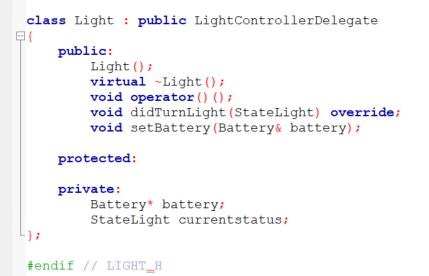 class Light : public LightControllerDelegate
{
    public:
        Light();
        virtual ~Light();
        void operator()();
        void didTurnLight(StateLight) override;
        void setBattery(Battery& battery);
    protected:
    private:
        Battery* battery;
        StateLight currentstatus;
};
#endif // LIGHT_H